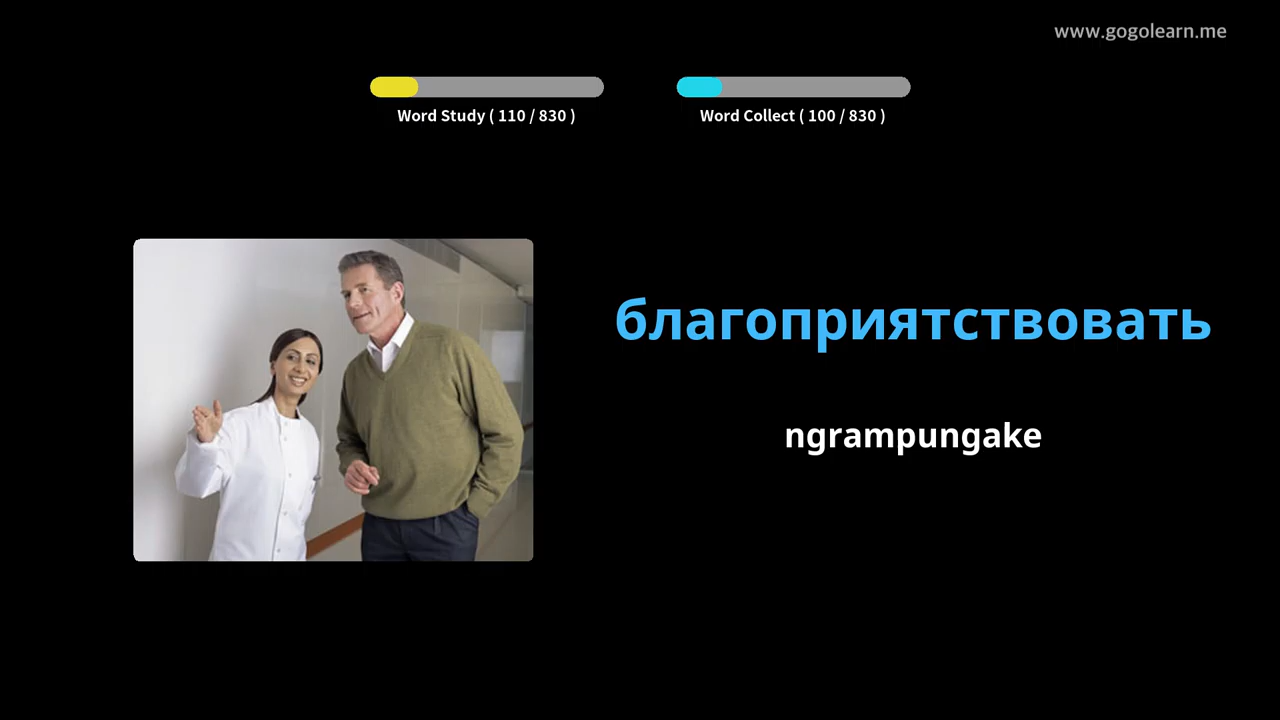 www.gogolearn.me
Word Study ( 110 / 830 )
Word Collect ( 100 / 830 )
благоприятствовать
ngrampungake